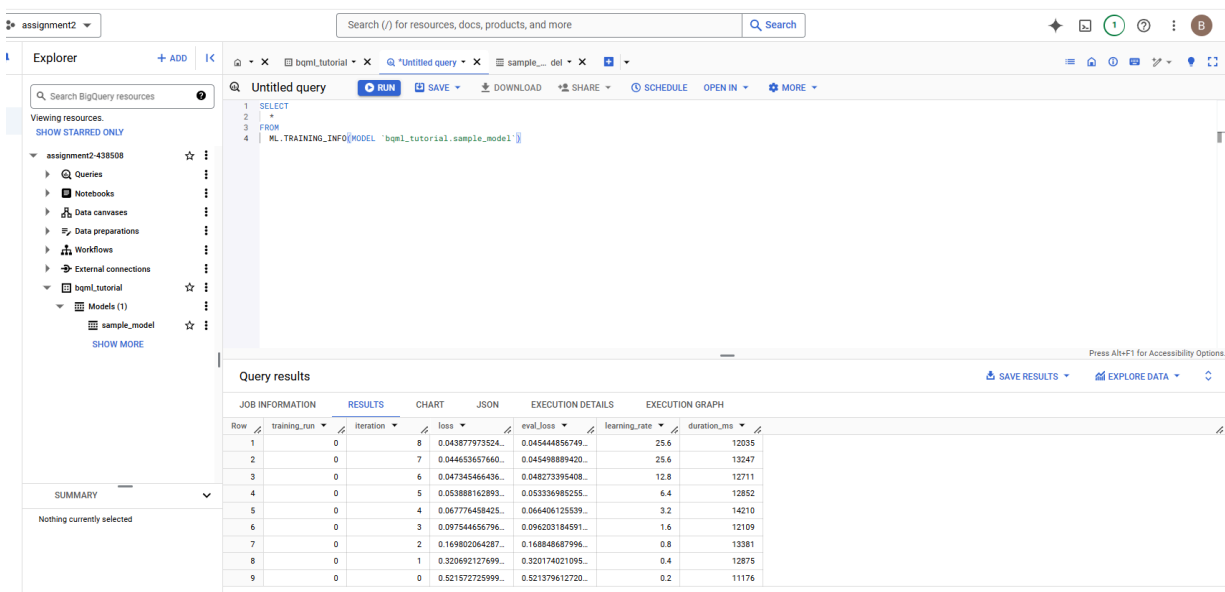 assignment2
Search (/) for resources, docs, products, and more
Search
1
B
Explorer
+ ADD
bqml_tutorial
*Untitled query
sample_... del
Search BigQuery resources
Viewing resources.
SHOW STARRED ONLY
assignment2-438508
Queries
Notebooks
Data canvases
Data preparations
Workflows
External connections
bqml_tutorial
Models (1)
sample_model
SHOW MORE
SUMMARY
Nothing currently selected
Untitled query
RUN
SAVE
DOWNLOAD
SHARE
SCHEDULE
OPEN IN
MORE
1 SELECT
2 *
3 FROM
4 ML.TRAINING_INFO(MODEL `bqml_tutorial.sample_model`)
Press Alt+F1 for Accessibility Options.
Query results
SAVE RESULTS
EXPLORE DATA
JOB INFORMATION RESULTS CHART JSON EXECUTION DETAILS EXECUTION GRAPH
Row training_run iteration loss eval_loss learning_rate duration_ms
1 0 8 0.043877973524... 0.045444856749... 25.6 12035
2 0 7 0.044653657660... 0.045498889420... 25.6 13247
3 0 6 0.047345466436... 0.048273395408... 12.8 12711
4 0 5 0.053888162893... 0.053336985255... 6.4 12852
5 0 4 0.067776458425... 0.066406125539... 3.2 14210
6 0 3 0.097544656796... 0.096203184591... 1.6 12109
7 0 2 0.169802064287... 0.168848687996... 0.8 13381
8 0 1 0.320692127699... 0.320174021095... 0.4 12875
9 0 0 0.521572725999... 0.521379612720... 0.2 11176